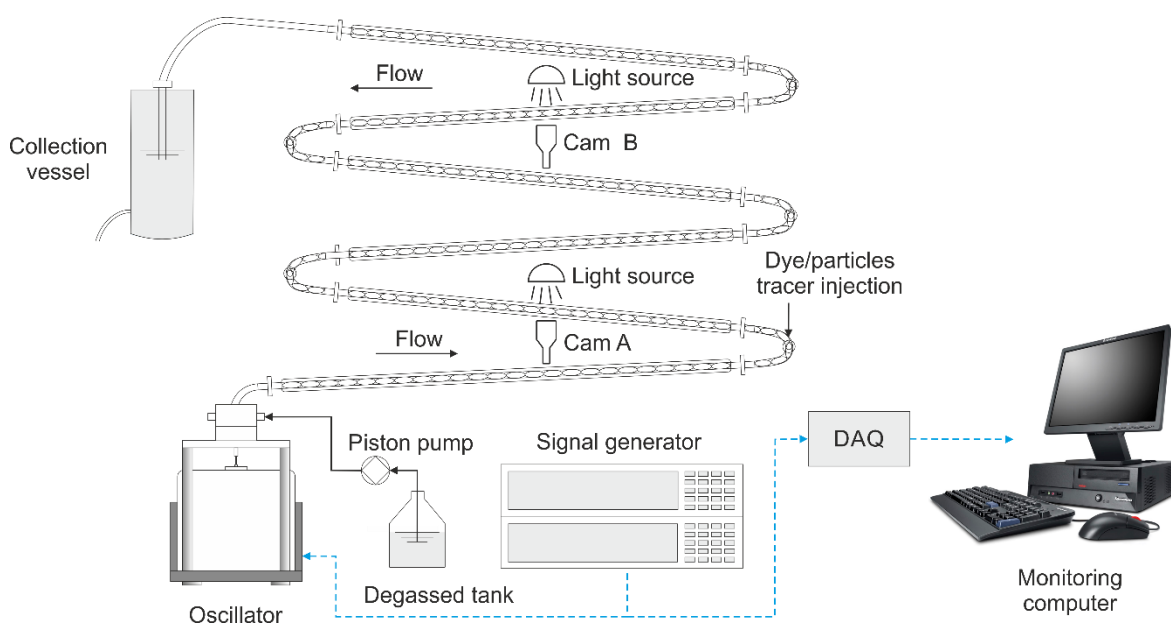 Flow
Light source
Collection
vessel
Cam B
Dye/particles
tracer injection
Light source
Flow
Cam A
Piston pump
Signal generator
DAQ
Degassed tank
Oscillator
Monitoring
computer